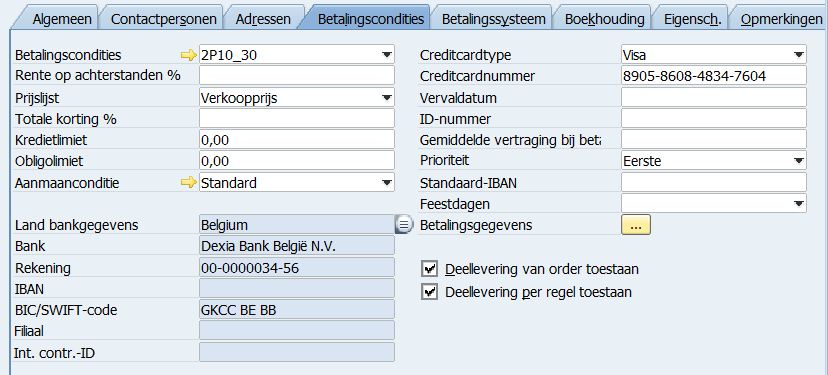 Algemeen Contactpersonen Adressen Betalingscondities Betalingssysteem Boekhouding Eigensch. Opmerkingen
Betalingscondities 2P10_30
Rente op achterstanden %
Prijslijst Verkoopprijs
Totale korting %
Kredietlimiet 0,00
Obligolimiet 0,00
Aanmaanconditie Standard
Land bankgegevens Belgium
Bank Dexia Bank België N.V.
Rekening 00-0000034-56
IBAN
BIC/SWIFT-code GKCC BE BB
Filiaal
Int. contr.-ID
Creditcardtype Visa
Creditcardnummer 8905-8608-4834-7604
Vervaldatum
ID-nummer
Gemiddelde vertraging bij beta
Prioriteit Eerste
Standaard-IBAN
Feestdagen
Betalingsgegevens ...
Deellevering van order toestaan
Deellevering per regel toestaan